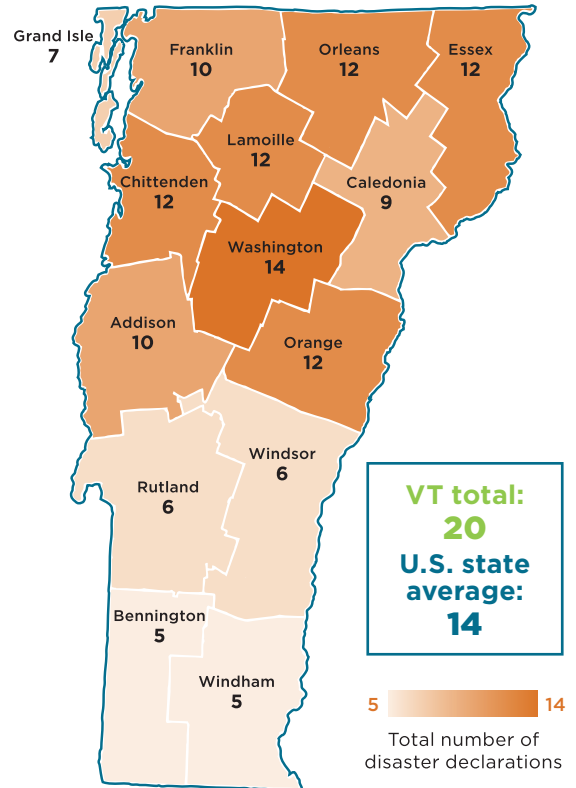 Grand Isle
7
Franklin
10
Orleans
12
Essex
12
Lamoille
12
Chittenden
12
Caledonia
9
Washington
14
Addison
10
Orange
12
Windsor
6
Rutland
6
VT total:
20
U.S. state
average:
14
Bennington
5
Windham
5
5 14
Total number of
disaster declarations